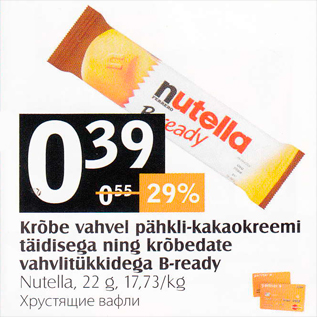 FERRERO
nutella
B-ready
0 39
0 55
29%
Krõbe vahvel pähkli-kakaokreemi
täidisega ning krõbedate
vahvlitükkidega B-ready
Nutella, 22 g, 17,73/kg
Хрустящие вафли